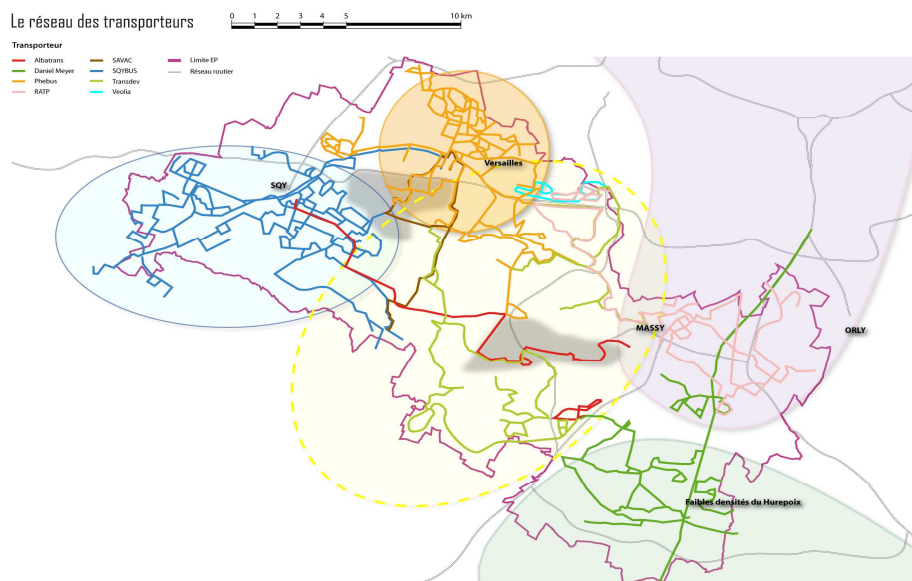 Le réseau des transporteurs
0 1 2 3 4 5 10 km
Transporteur
Albatrans
Daniel Meyer
Phebus
RATP
SAVAC
SQYBUS
Transdev
Veolia
Limite EP
Réseau routier
Versailles
SQY
MASSY
ORLY
Faibles densités du Hurepoix